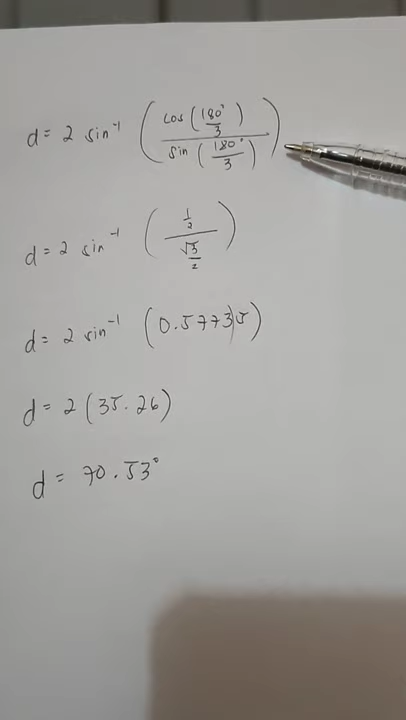 d = 2 sin⁻¹ (cos(180°/3) / sin(180°/3))
d = 2 sin⁻¹ ((1/2) / (√3/2))
d = 2 sin⁻¹ (0.57735)
d = 2(35.26)
d = 70.53°